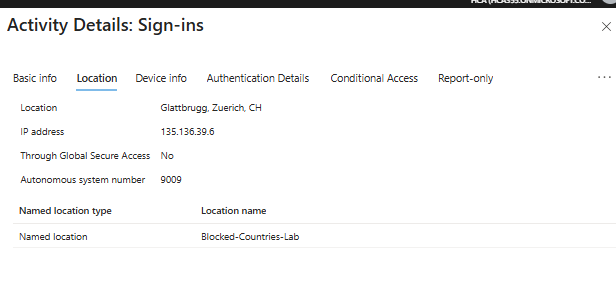 Activity Details: Sign-ins
Basic info Location Device info Authentication Details Conditional Access Report-only ...
Location Glattbrugg, Zuerich, CH
IP address 135.136.39.6
Through Global Secure Access No
Autonomous system number 9009
Named location type Location name
Named location Blocked-Countries-Lab